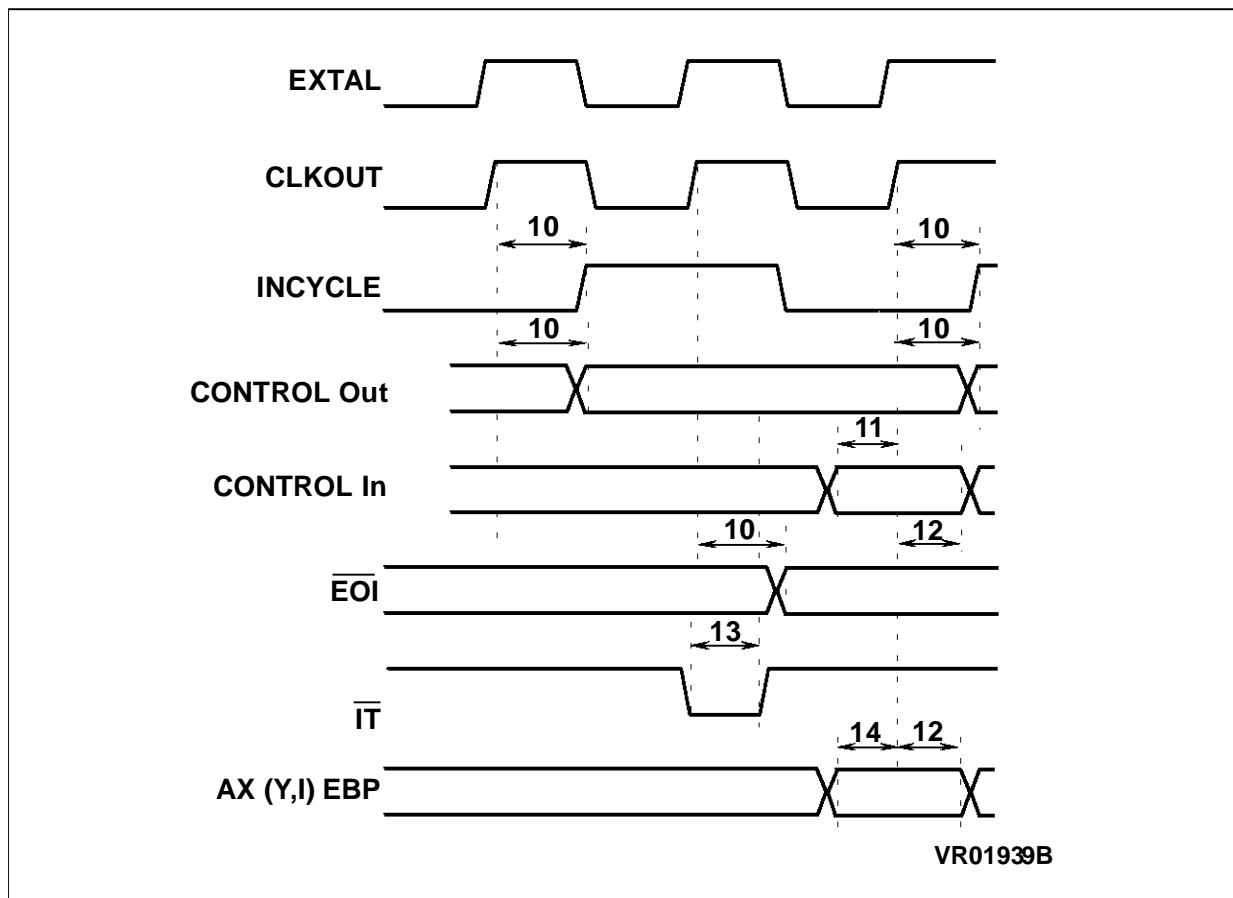 EXTAL
CLKOUT
10 10
INCYCLE
10 10
CONTROL Out
11
CONTROL In
10 12
EOI
13
IT
14 12
AX (Y,I) EBP
VR01939B